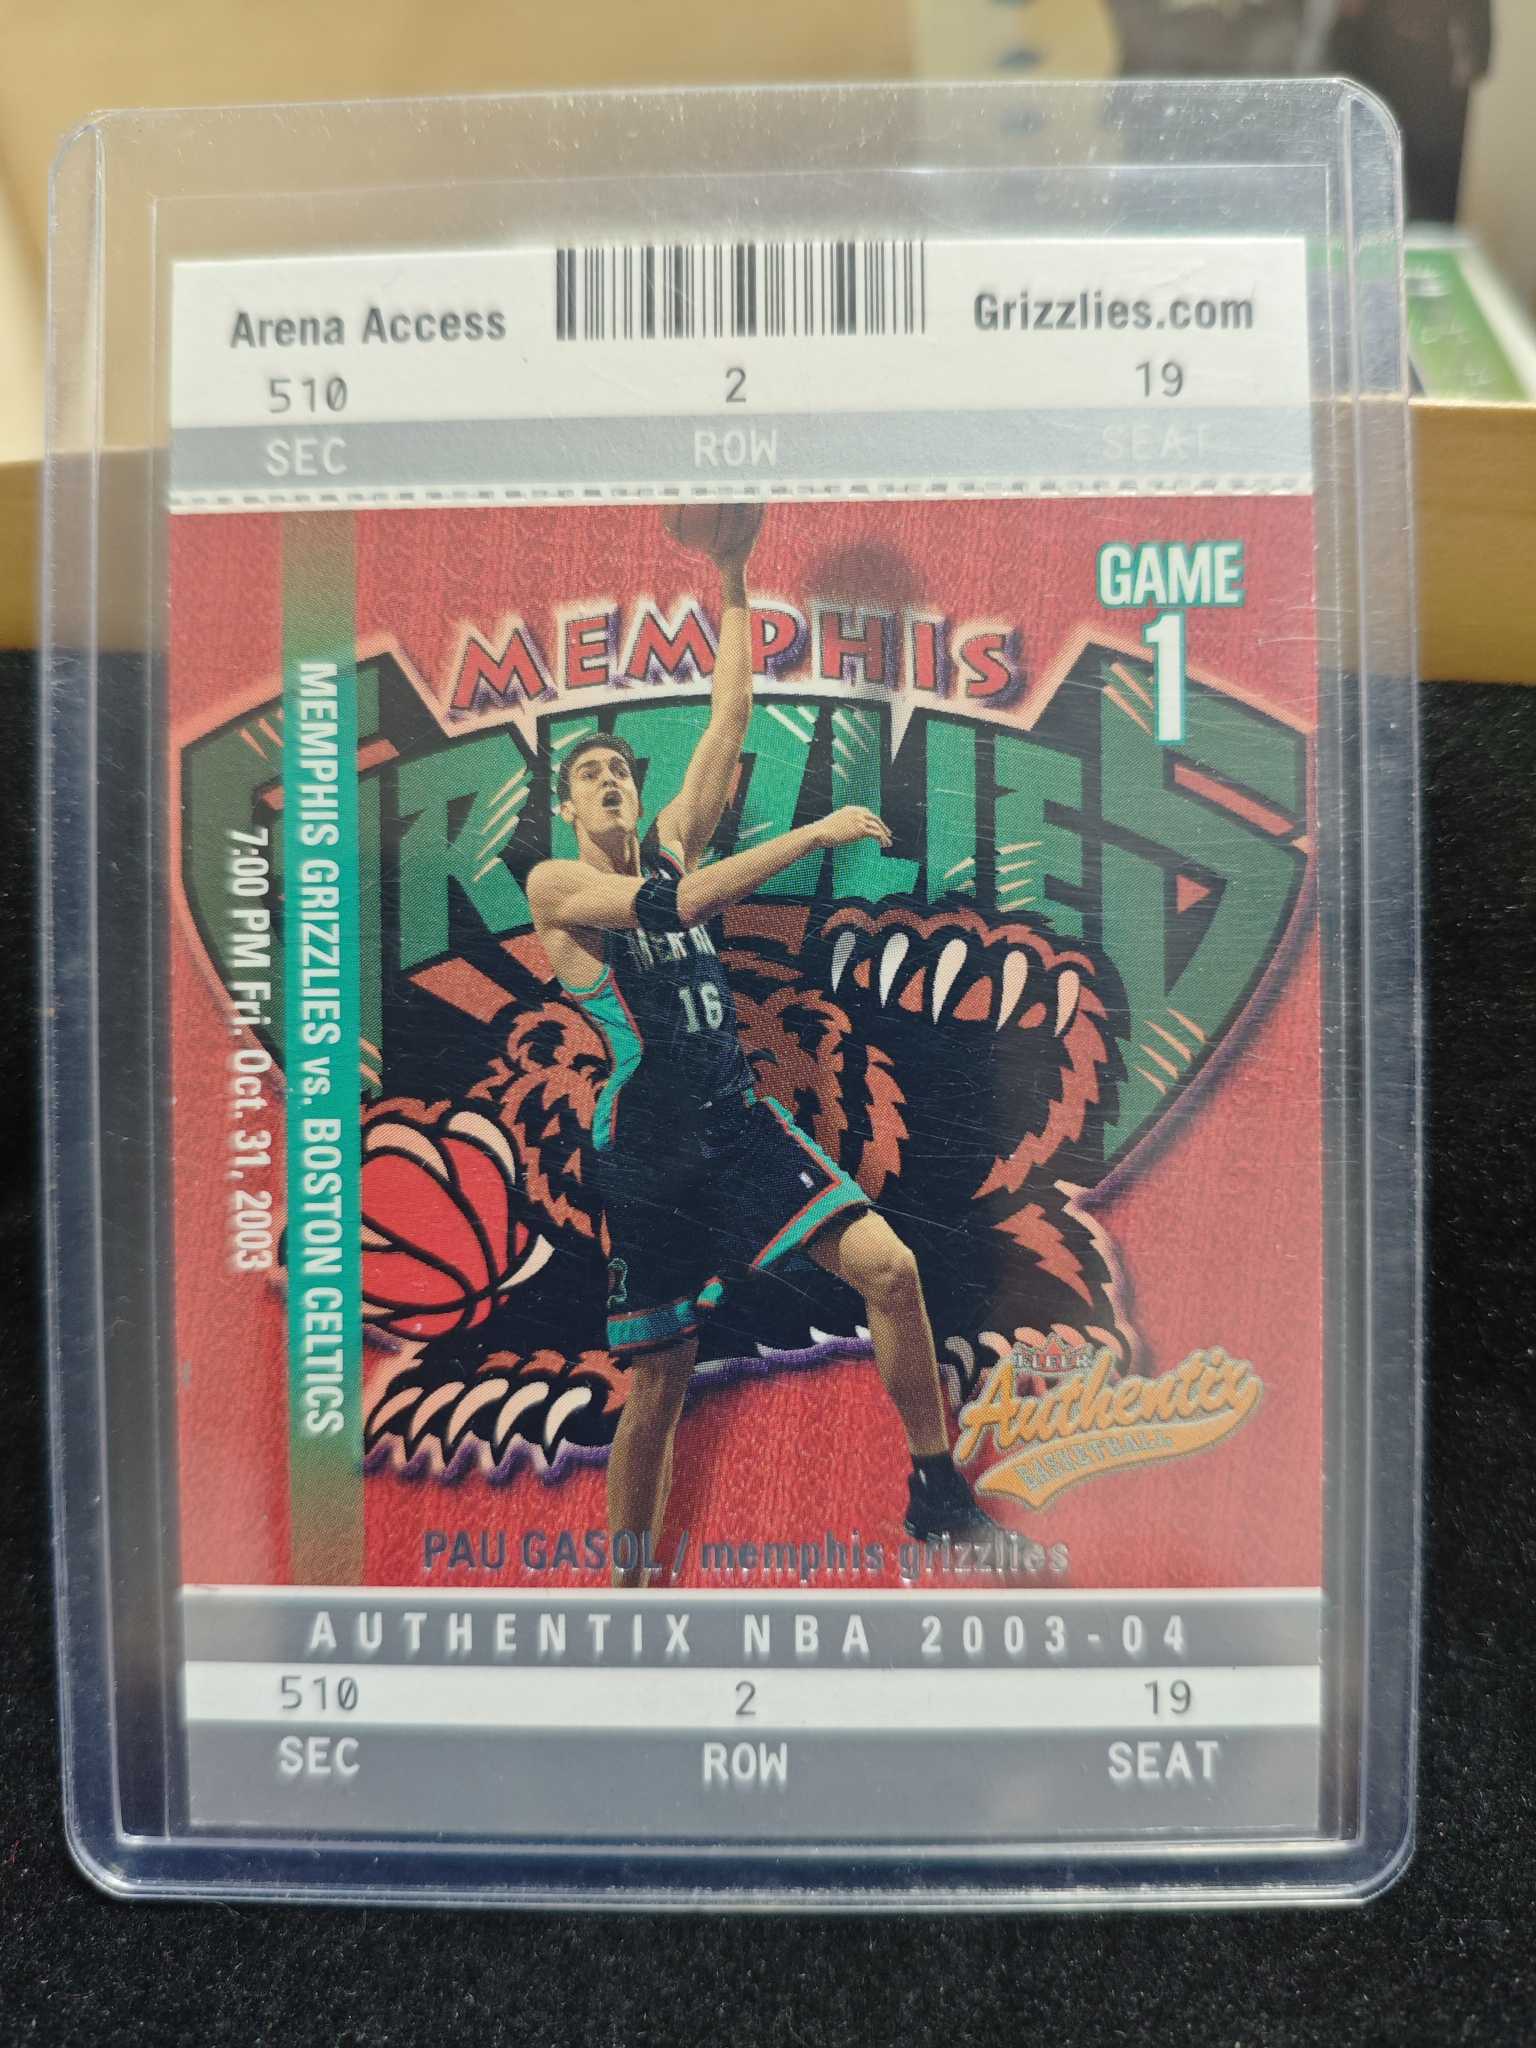 Arena Access
Grizzlies.com
510 2 19
SEC ROW SEAT
GAME
1
MEMPHIS
GRIZZLIES
MEMPHIS GRIZZLIES vs. BOSTON CELTICS
7:00 PM Fri. Oct. 31, 2003
16
FLEER
Authentix
BASKETBALL
PAU GASOL / memphis grizzlies
AUTHENTIX NBA 2003-04
510 2 19
SEC ROW SEAT